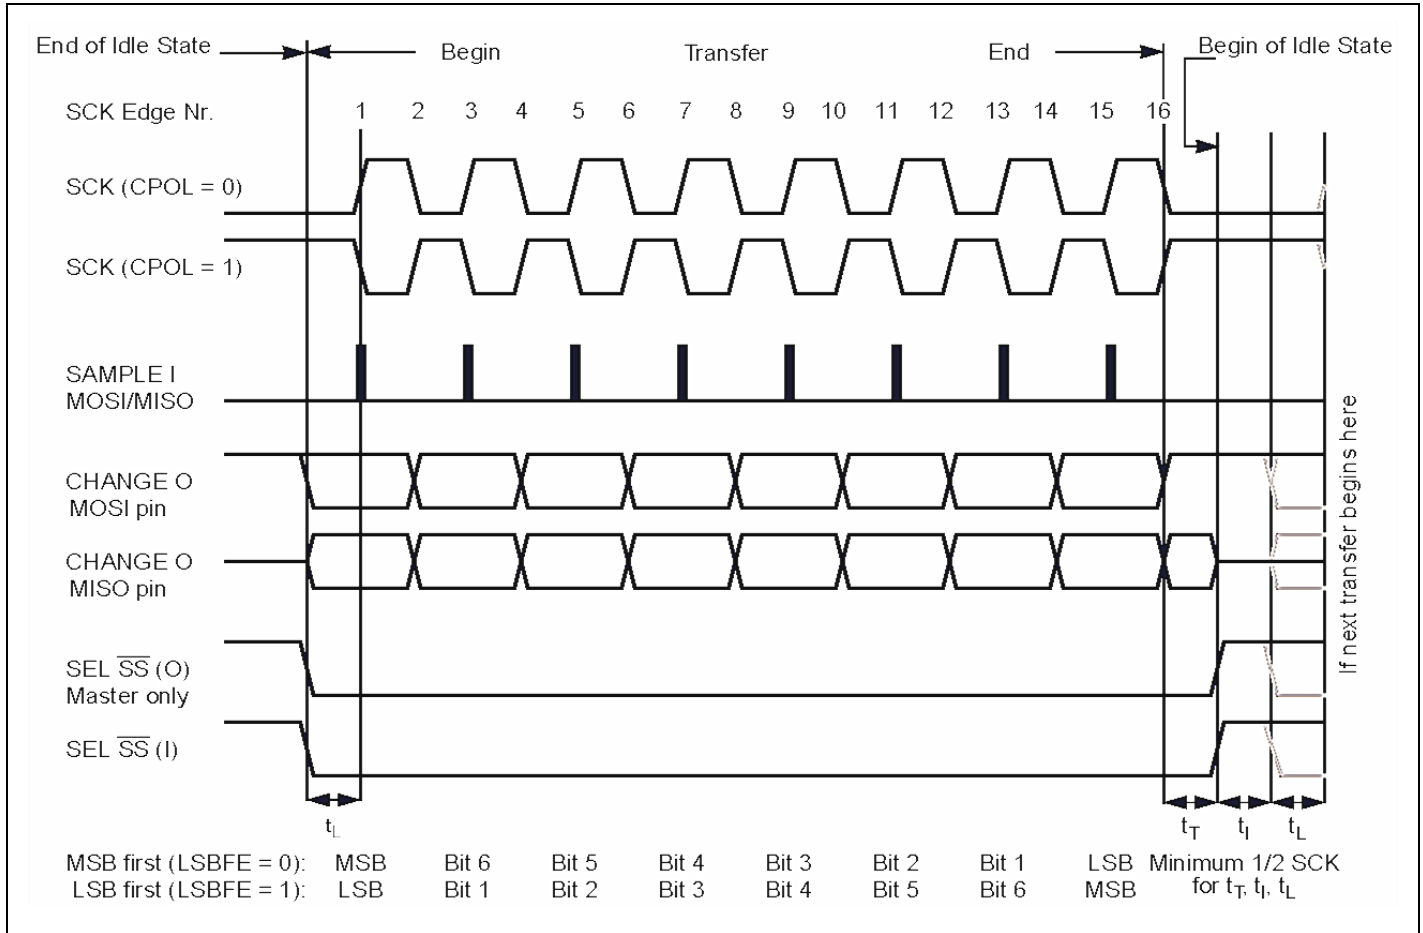 End of Idle State
Begin
Transfer
End
Begin of Idle State
SCK Edge Nr.
1 2 3 4 5 6 7 8 9 10 11 12 13 14 15 16
SCK (CPOL = 0)
SCK (CPOL = 1)
SAMPLE I
MOSI/MISO
CHANGE O
MOSI pin
CHANGE O
MISO pin
SEL SS (O)
Master only
SEL SS (I)
If next transfer begins here
tL
tT tI tL
MSB first (LSBFE = 0): MSB Bit 6 Bit 5 Bit 4 Bit 3 Bit 2 Bit 1 LSB Minimum 1/2 SCK
LSB first (LSBFE = 1): LSB Bit 1 Bit 2 Bit 3 Bit 4 Bit 5 Bit 6 MSB for tT, tI, tL